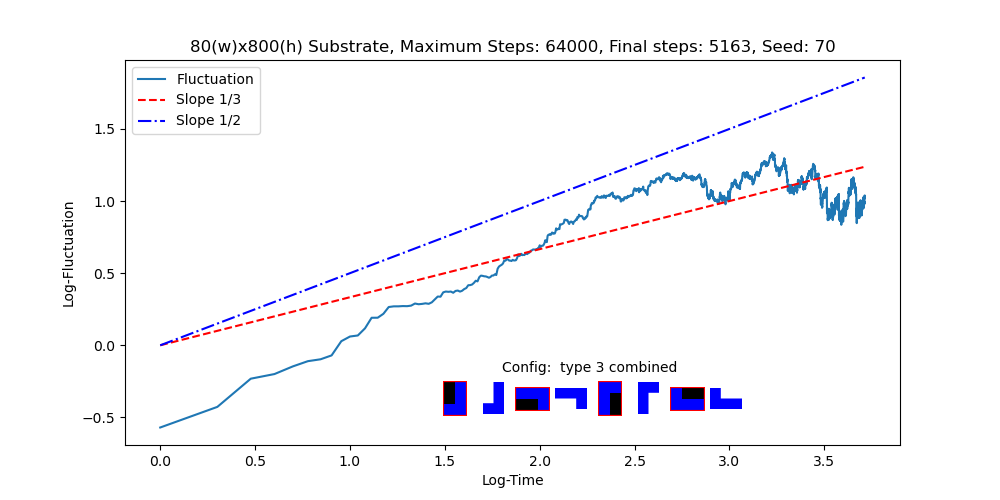 80(w)x800(h) Substrate, Maximum Steps: 64000, Final steps: 5163, Seed: 70
Fluctuation
Slope 1/3
Slope 1/2
1.5
1.0
0.5
0.0
−0.5
Log-Fluctuation
Config:  type 3 combined
0.0 0.5 1.0 1.5 2.0 2.5 3.0 3.5
Log-Time